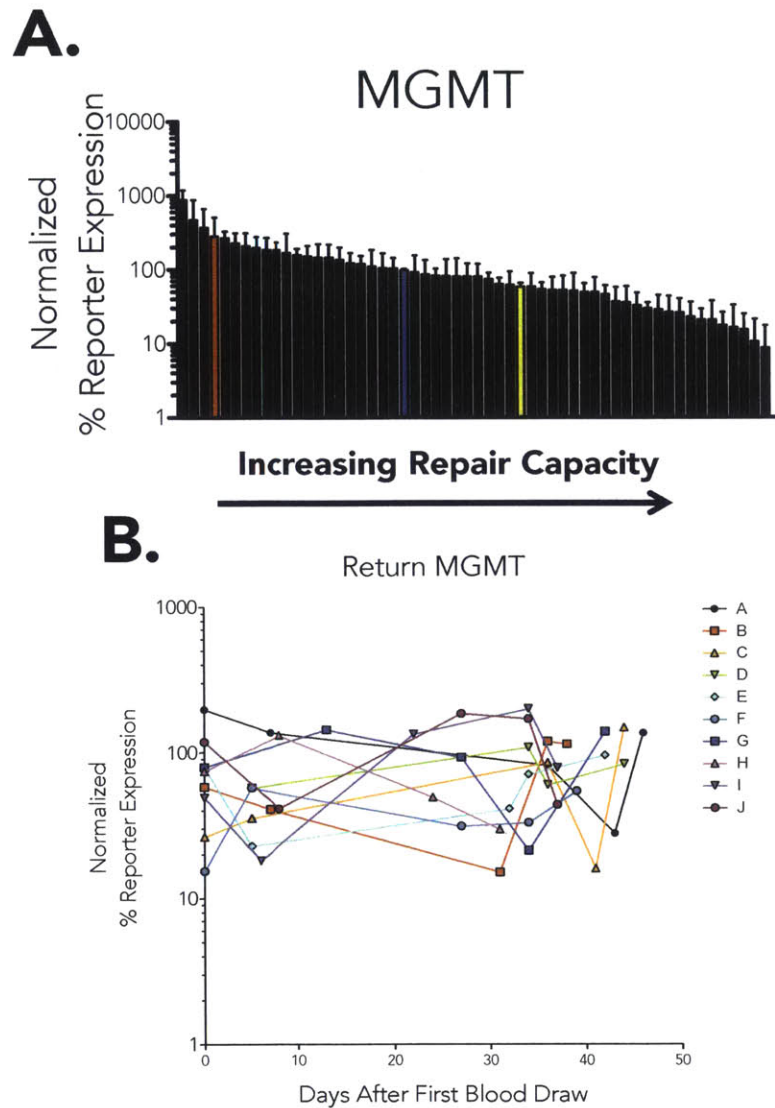 A.
MGMT
Normalized
% Reporter Expression
10000
1000
100
10
1
Increasing Repair Capacity
B.
Return MGMT
Normalized
% Reporter Expression
1000
100
10
1
0
10
20
30
40
50
Days After First Blood Draw
A
B
C
D
E
F
G
H
I
J